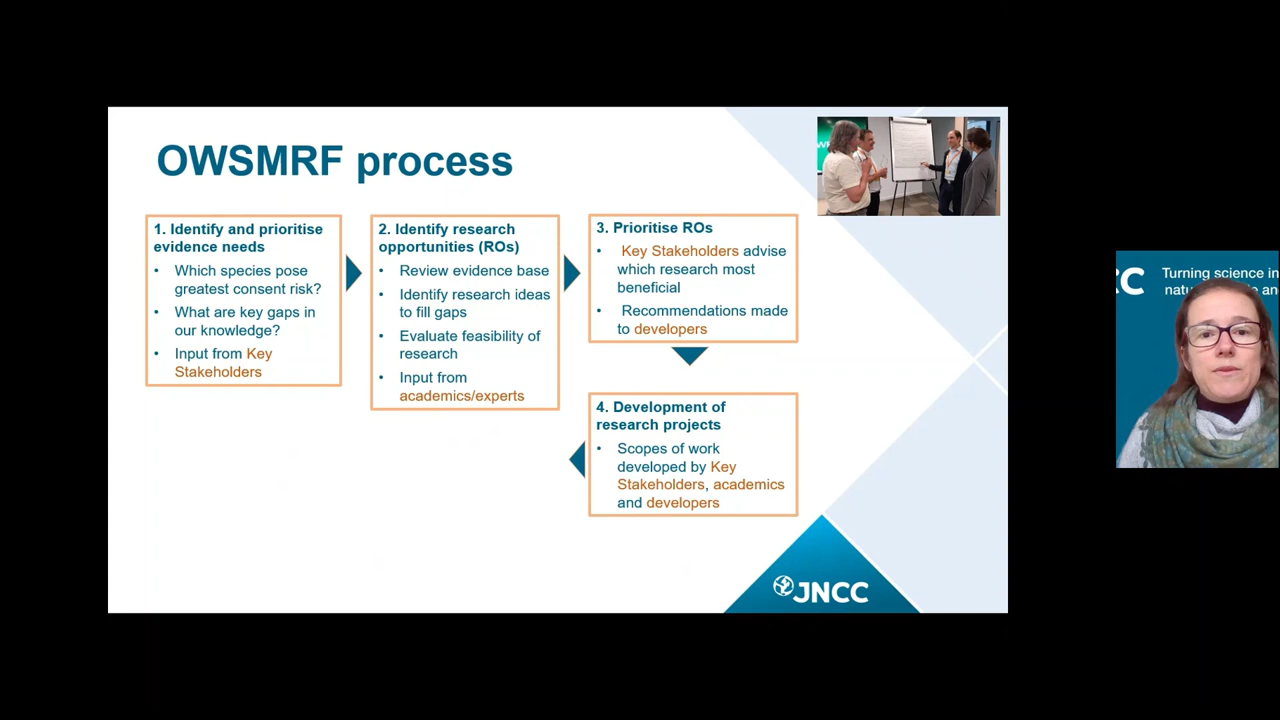 OWSMRF process
1. Identify and prioritise
evidence needs
• Which species pose
greatest consent risk?
• What are key gaps in
our knowledge?
• Input from Key
Stakeholders
2. Identify research
opportunities (ROs)
• Review evidence base
• Identify research ideas
to fill gaps
• Evaluate feasibility of
research
• Input from
academics/experts
3. Prioritise ROs
• Key Stakeholders advise
which research most
beneficial
• Recommendations made
to developers
4. Development of
research projects
• Scopes of work
developed by Key
Stakeholders, academics
and developers
JNCC
CC
Turning science in